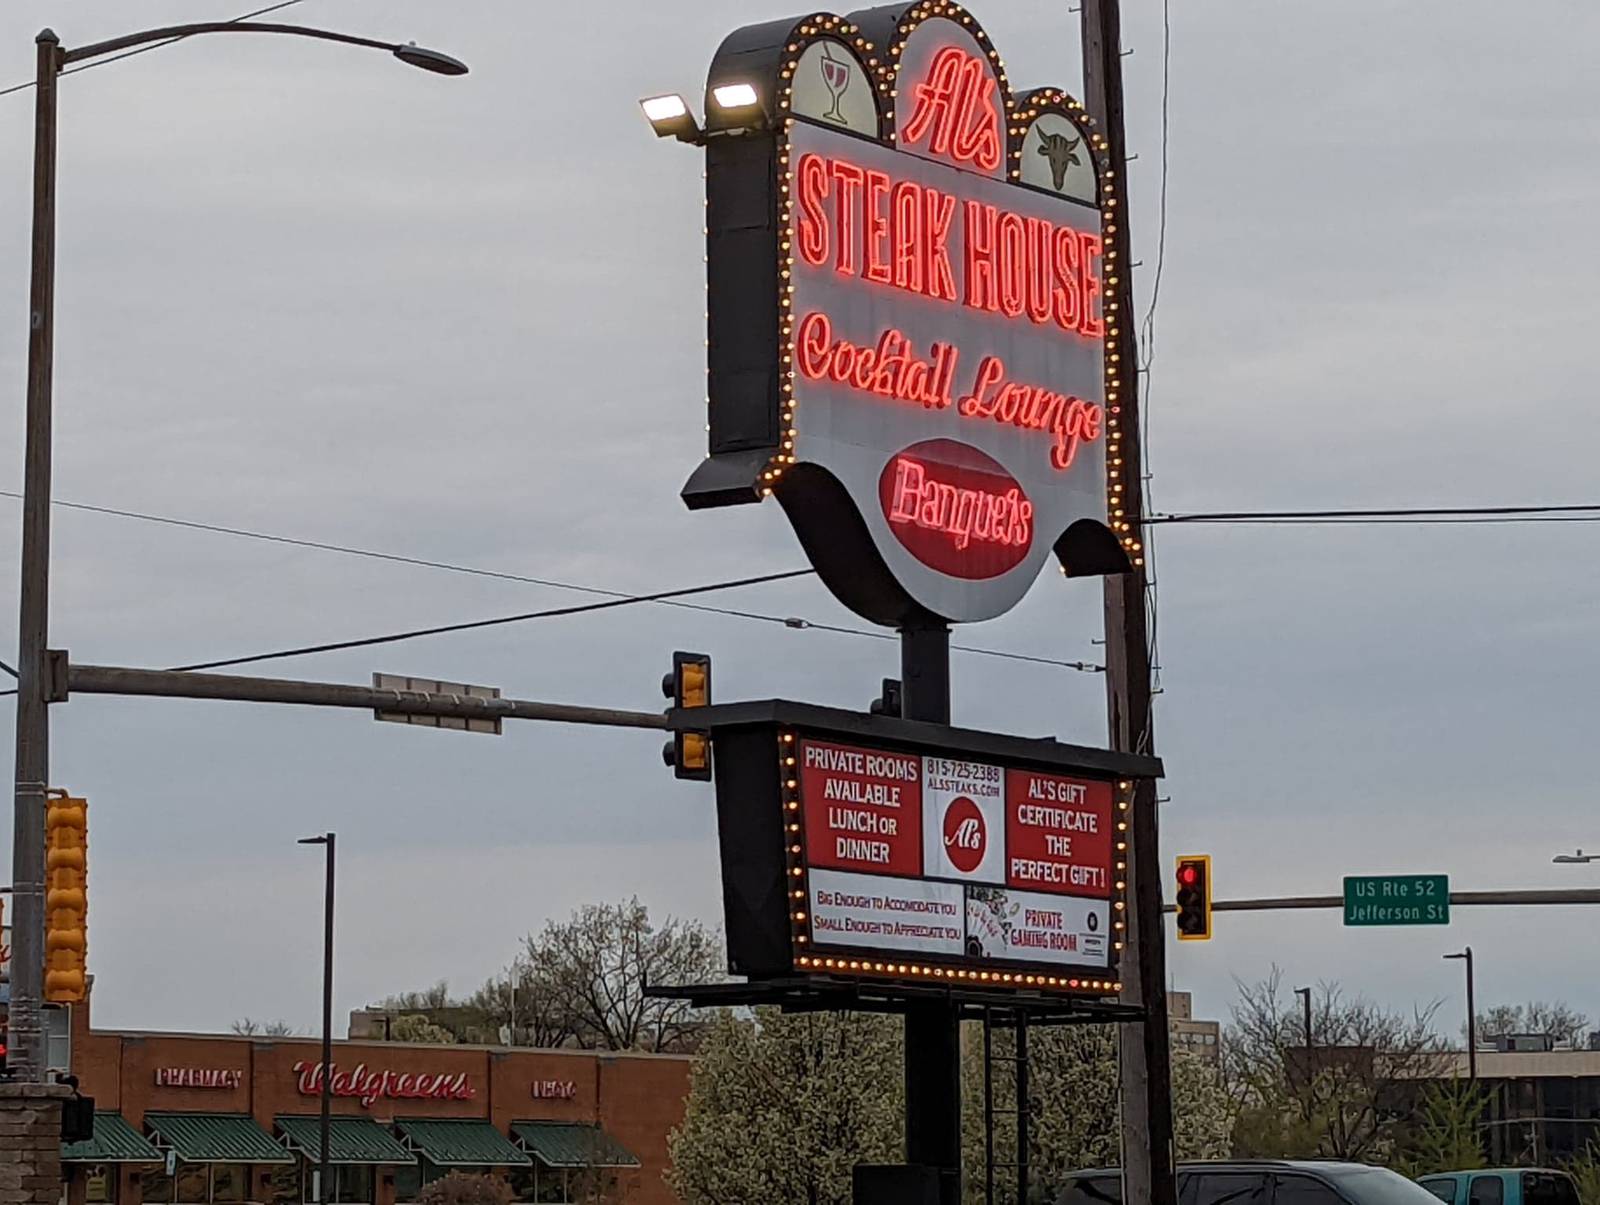 Al's
STEAK HOUSE
Cocktail Lounge
Banquets
PRIVATE ROOMS
AVAILABLE
LUNCH OR
DINNER
815-725-2388
ALSSTEAKS.COM
Al's
AL'S GIFT
CERTIFICATE
THE
PERFECT GIFT!
BIG ENOUGH TO ACCOMODATE YOU
SMALL ENOUGH TO APPRECIATE YOU
PRIVATE
GAMING ROOM
US Rte 52
Jefferson St
PHARMACY
Walgreens
PHOTO